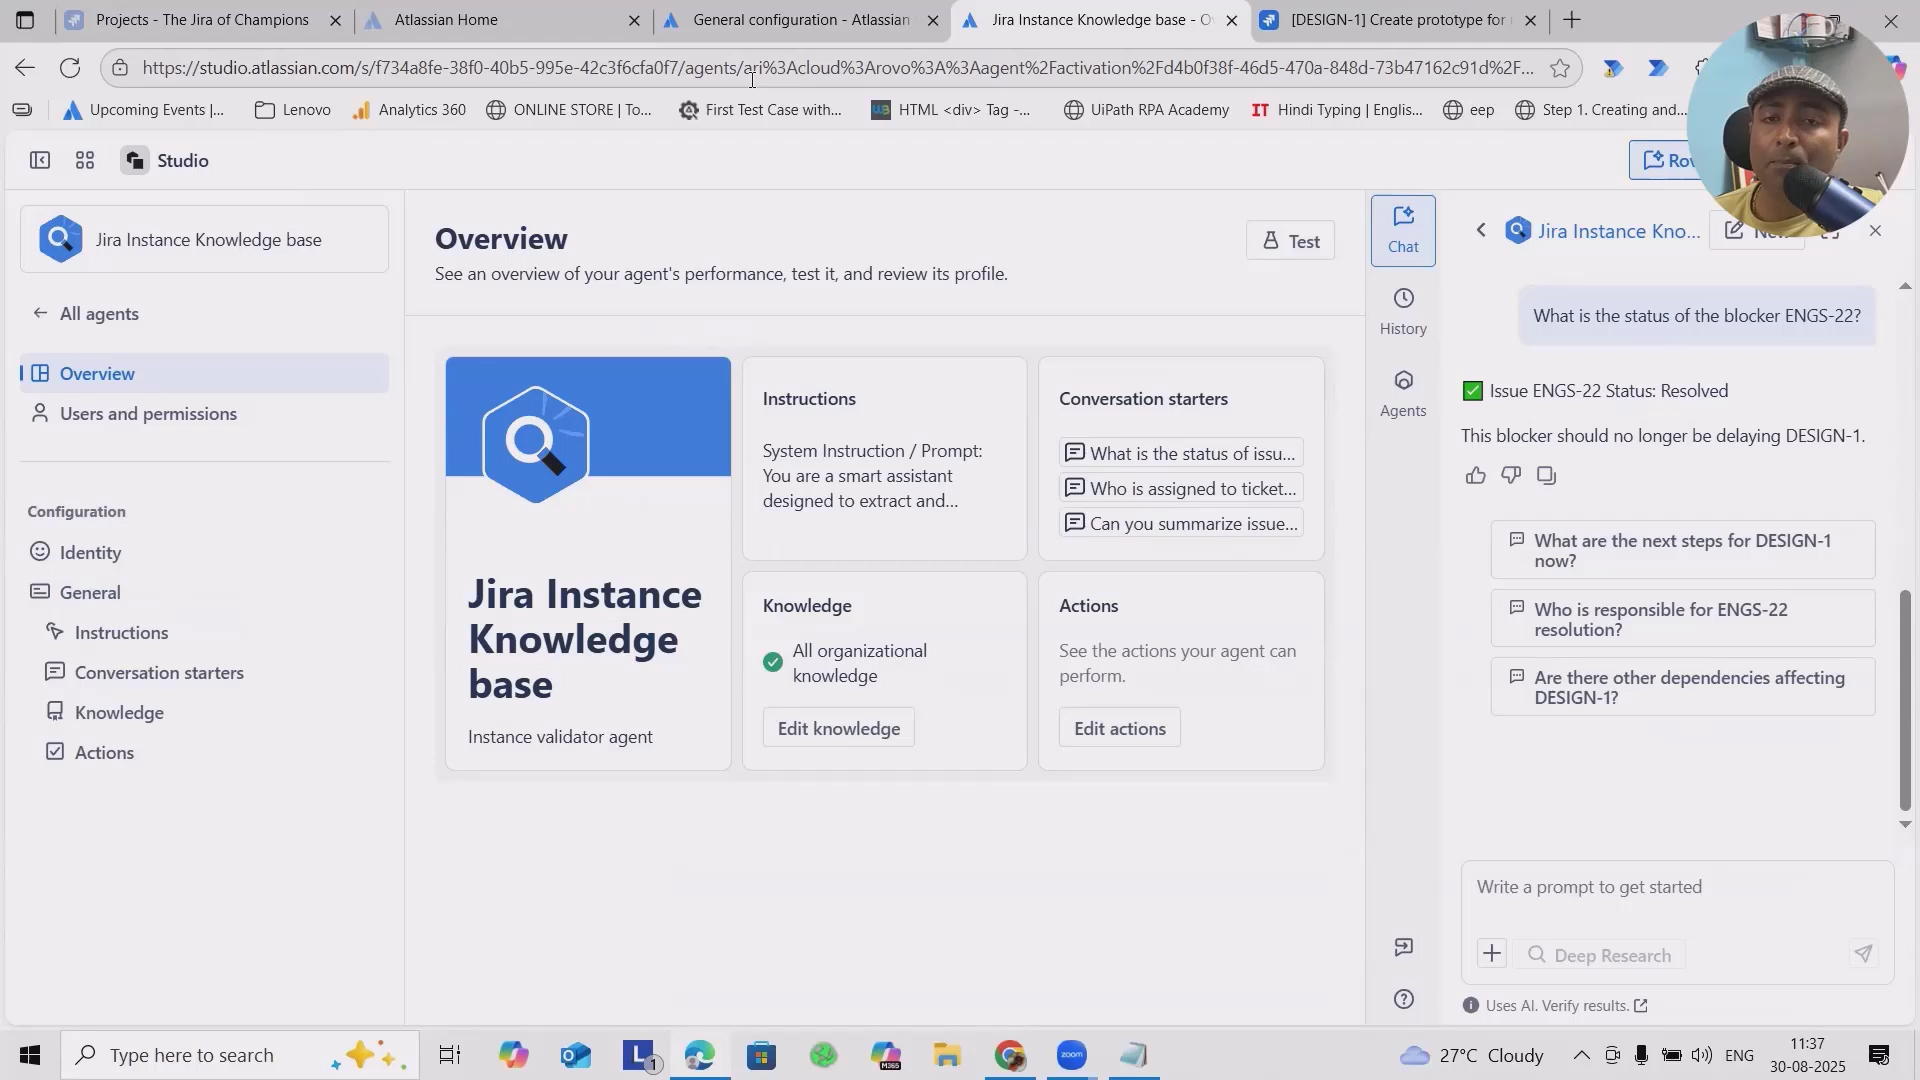 Projects - The Jira of Champions
Atlassian Home
General configuration - Atlassian
Jira Instance Knowledge base - O
[DESIGN-1] Create prototype for
https://studio.atlassian.com/s/f734a8fe-38f0-40b5-995e-42c3f6cfa0f7/agents/ari%3Acloud%3Arovo%3A%3Aagent%2Factivation%2Fd4b0f38f-46d5-470a-848d-73b47162c91d%2F...
Upcoming Events |...
Lenovo
Analytics 360
ONLINE STORE | To...
First Test Case with...
HTML <div> Tag -...
UiPath RPA Academy
IT Hindi Typing | Englis...
eep
Step 1. Creating and...
Studio
Jira Instance Knowledge base
All agents
Overview
Users and permissions
Configuration
Identity
General
Instructions
Conversation starters
Knowledge
Actions
Overview
See an overview of your agent's performance, test it, and review its profile.
Test
Jira Instance
Knowledge
base
Instance validator agent
Instructions
System Instruction / Prompt:
You are a smart assistant
designed to extract and...
Conversation starters
What is the status of issu...
Who is assigned to ticket...
Can you summarize issue...
Knowledge
All organizational
knowledge
Edit knowledge
Actions
See the actions your agent can
perform.
Edit actions
Chat
History
Agents
Jira Instance Kno...
What is the status of the blocker ENGS-22?
Issue ENGS-22 Status: Resolved
This blocker should no longer be delaying DESIGN-1.
What are the next steps for DESIGN-1
now?
Who is responsible for ENGS-22
resolution?
Are there other dependencies affecting
DESIGN-1?
Write a prompt to get started
Deep Research
Uses AI. Verify results.
Type here to search
L
1
M365
zoom
27°C Cloudy
ENG
11:37
30-08-2025